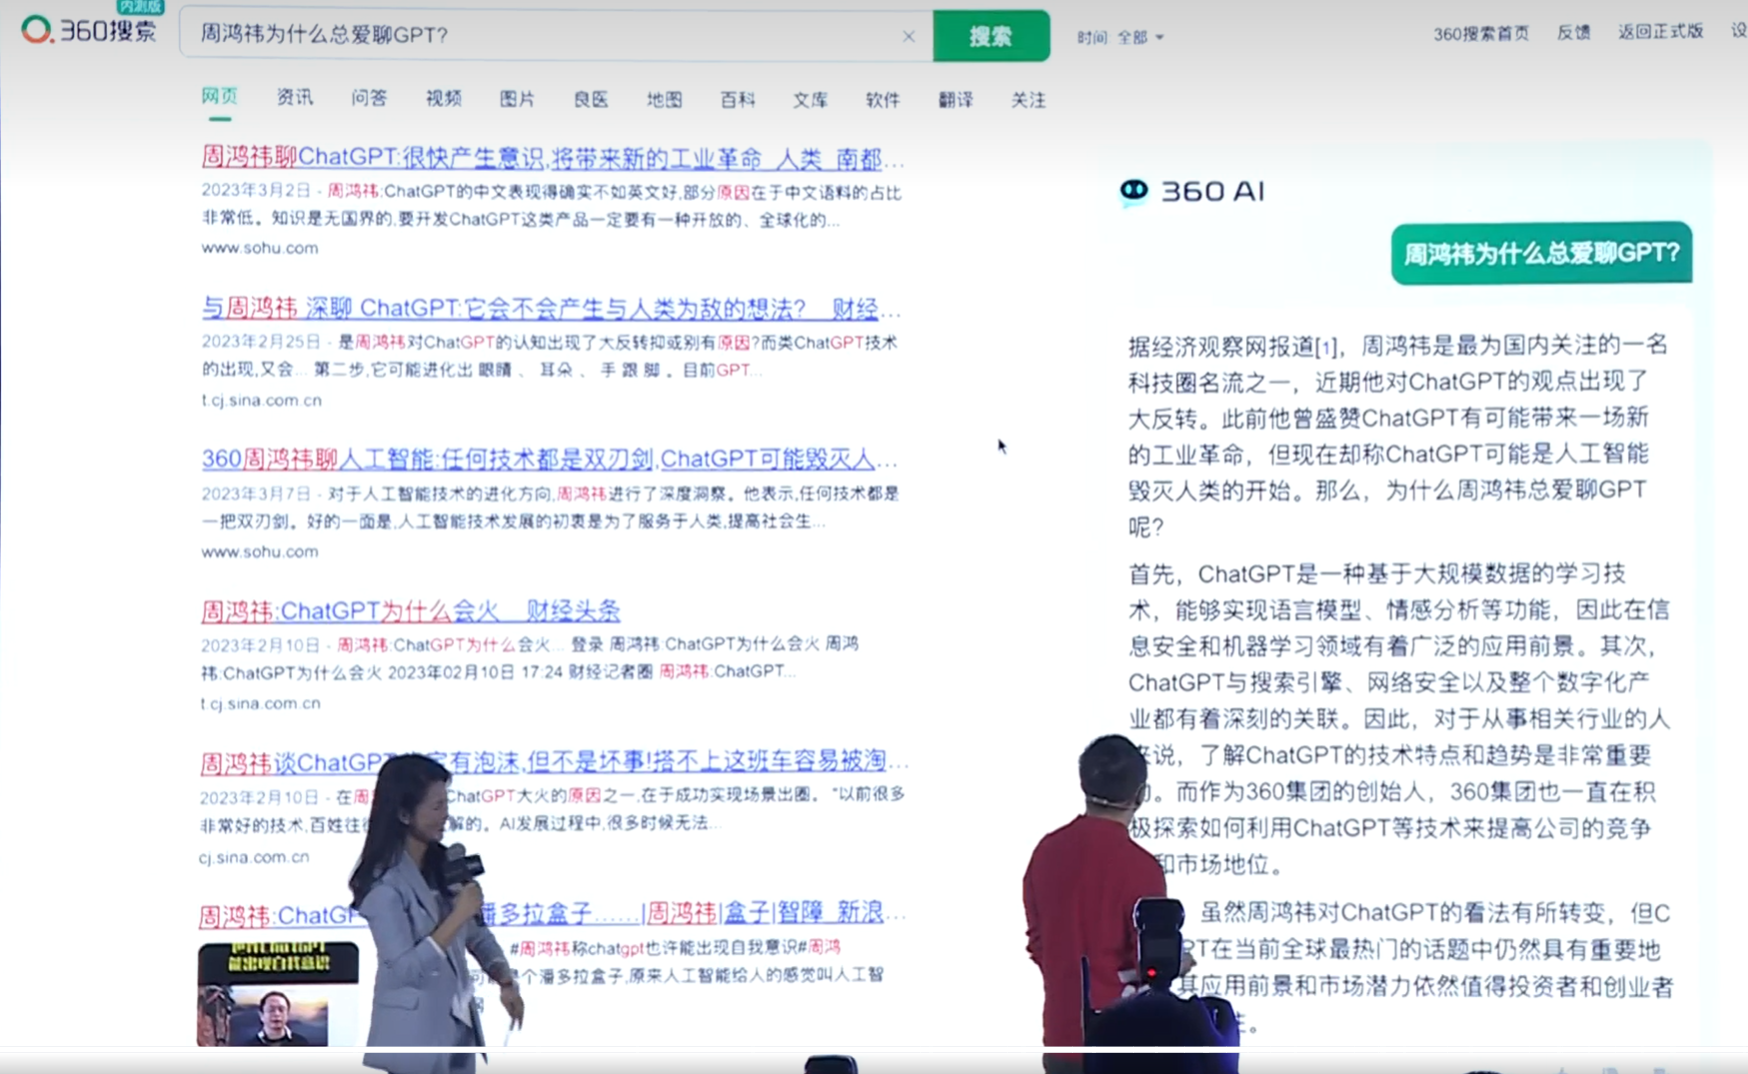 内测版
360搜索
周鸿祎为什么总爱聊GPT?
×
搜索
时间 全部
360搜索首页 反馈 返回正式版 设
网页 资讯 问答 视频 图片 良医 地图 百科 文库 软件 翻译 关注
周鸿祎聊ChatGPT:很快产生意识,将带来新的工业革命_人类_南都...
2023年3月2日 - 周鸿祎:ChatGPT的中文表现得确实不如英文好,部分原因在于中文语料的占比
非常低。知识是无国界的,要开发ChatGPT这类产品一定要有一种开放的、全球化的...
www.sohu.com
与周鸿祎 深聊 ChatGPT:它会不会产生与人类为敌的想法?__财经...
2023年2月25日 - 是周鸿祎对ChatGPT的认知出现了大反转抑或别有原因?而类ChatGPT技术
的出现,又会... 第二步,它可能进化出 眼睛 、 耳朵 、 手 跟 脚 。目前GPT...
t.cj.sina.com.cn
360周鸿祎聊人工智能:任何技术都是双刃剑,ChatGPT可能毁灭人...
2023年3月7日 - 对于人工智能技术的进化方向,周鸿祎进行了深度洞察。他表示,任何技术都是
一把双刃剑。好的一面是,人工智能技术发展的初衷是为了服务于人类,提高社会生...
www.sohu.com
周鸿祎:ChatGPT为什么会火__财经头条
2023年2月10日 - 周鸿祎:ChatGPT为什么会火... 登录 周鸿祎:ChatGPT为什么会火 周鸿
祎:ChatGPT为什么会火 2023年02月10日 17:24 财经记者圈 周鸿祎:ChatGPT...
t.cj.sina.com.cn
周鸿祎谈ChatGPT 有泡沫,但不是坏事!搭不上这班车容易被淘...
2023年2月10日 - 在周 ChatGPT大火的原因之一,在于成功实现场景出圈。 "以前很多
非常好的技术,百姓往 解的。AI发展过程中,很多时候无法...
cj.sina.com.cn
周鸿祎:ChatG 潘多拉盒子......|周鸿祎|盒子|智障_新浪...
#周鸿祎称chatgpt也许能出现自我意识#周鸿
可 个潘多拉盒子,原来人工智能给人的感觉叫人工智
能出现自我意识
360 AI
周鸿祎为什么总爱聊GPT?
据经济观察网报道[1],周鸿祎是最为国内关注的一名
科技圈名流之一，近期他对ChatGPT的观点出现了
大反转。此前他曾盛赞ChatGPT有可能带来一场新
的工业革命，但现在却称ChatGPT可能是人工智能
毁灭人类的开始。那么，为什么周鸿祎总爱聊GPT
呢?
首先，ChatGPT是一种基于大规模数据的学习技
术，能够实现语言模型、情感分析等功能，因此在信
息安全和机器学习领域有着广泛的应用前景。其次，
ChatGPT与搜索引擎、网络安全以及整个数字化产
业都有着深刻的关联。因此，对于从事相关行业的人
来说，了解ChatGPT的技术特点和趋势是非常重要
。而作为360集团的创始人，360集团也一直在积
极探索如何利用ChatGPT等技术来提高公司的竞争
和市场地位。
虽然周鸿祎对ChatGPT的看法有所转变，但C
PT在当前全球最热门的话题中仍然具有重要地
其应用前景和市场潜力依然值得投资者和创业者
。